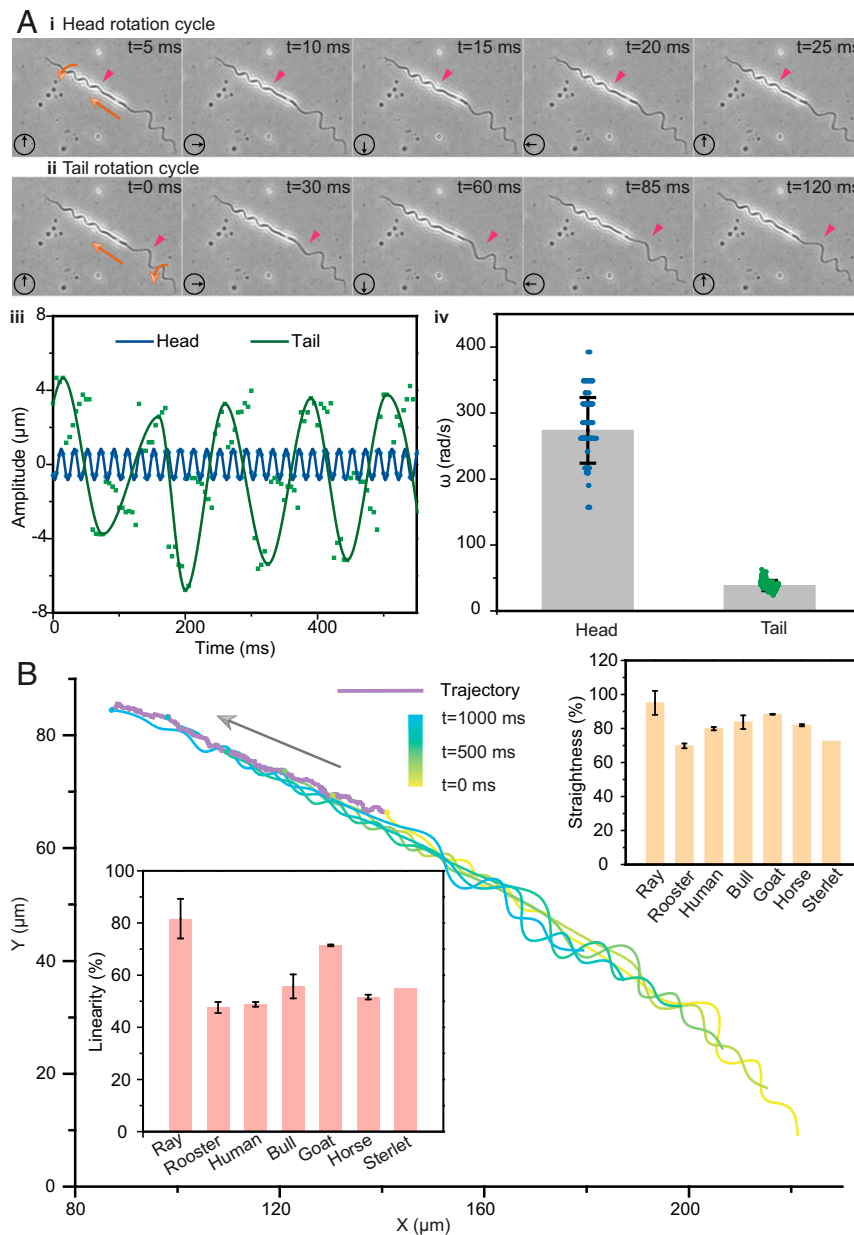 A
i Head rotation cycle
t=5 ms
t=10 ms
t=15 ms
t=20 ms
t=25 ms
ii Tail rotation cycle
t=0 ms
t=30 ms
t=60 ms
t=85 ms
t=120 ms
iii
Head
Tail
8
4
0
-4
-8
Amplitude (µm)
0
200
400
Time (ms)
iv
400
300
200
100
0
ω (rad/s)
Head
Tail
B
Trajectory
t=1000 ms
t=500 ms
t=0 ms
80
60
40
20
0
Y (µm)
80
120
160
200
X (µm)
120
100
80
60
40
20
0
Straightness (%)
Ray
Rooster
Human
Bull
Goat
Horse
Sterlet
100
80
60
40
20
0
Linearity (%)
Ray
Rooster
Human
Bull
Goat
Horse
Sterlet